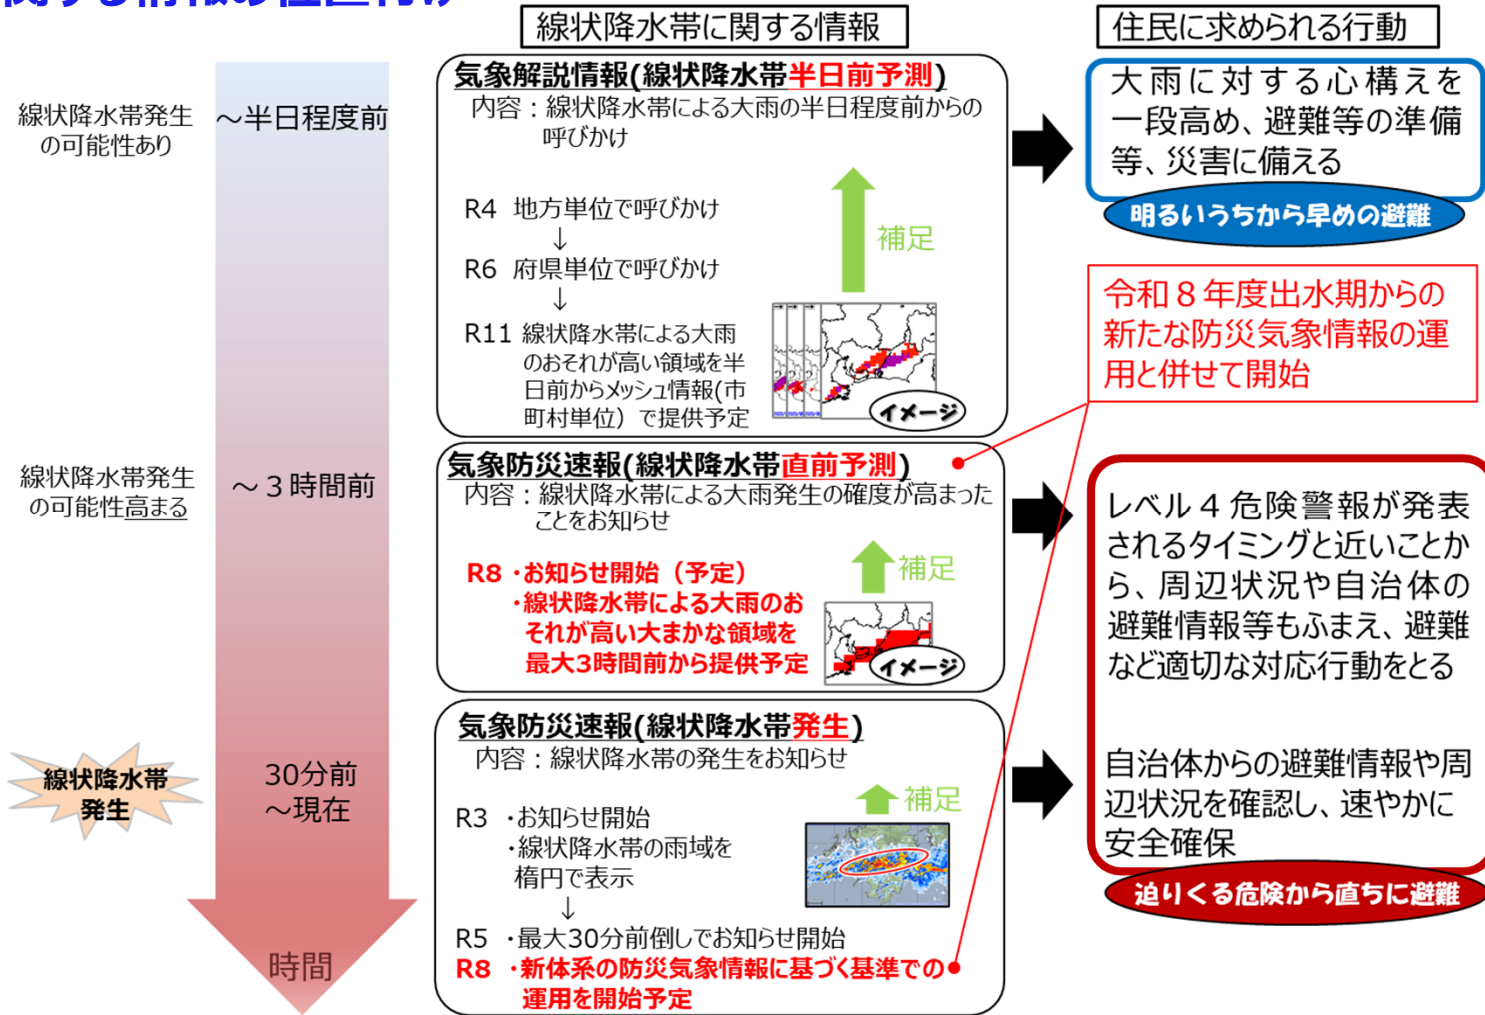 関する情報の位置付け
線状降水帯に関する情報
住民に求められる行動
線状降水帯発生
の可能性あり
～半日程度前
気象解説情報(線状降水帯半日前予測)
内容：線状降水帯による大雨の半日程度前からの
呼びかけ
R4 地方単位で呼びかけ
↓
R6 府県単位で呼びかけ
↓
R11 線状降水帯による大雨
のおそれが高い領域を半
日前からメッシュ情報(市
町村単位）で提供予定
補足
イメージ
大雨に対する心構えを
一段高め、避難等の準備
等、災害に備える
明るいうちから早めの避難
令和８年度出水期からの
新たな防災気象情報の運
用と併せて開始
線状降水帯発生
の可能性高まる
～３時間前
気象防災速報(線状降水帯直前予測)
内容：線状降水帯による大雨発生の確度が高まった
ことをお知らせ
R8 ・お知らせ開始（予定）
・線状降水帯による大雨のお
それが高い大まかな領域を
最大3時間前から提供予定
補足
イメージ
レベル４危険警報が発表
されるタイミングと近いことか
ら、周辺状況や自治体の
避難情報等もふまえ、避難
など適切な対応行動をとる
線状降水帯
発生
30分前
～現在
気象防災速報(線状降水帯発生)
内容：線状降水帯の発生をお知らせ
R3 ・お知らせ開始
・線状降水帯の雨域を
楕円で表示
↓
R5 ・最大30分前倒しでお知らせ開始
R8 ・新体系の防災気象情報に基づく基準での
運用を開始予定
補足
自治体からの避難情報や周
辺状況を確認し、速やかに
安全確保
迫りくる危険から直ちに避難
時間